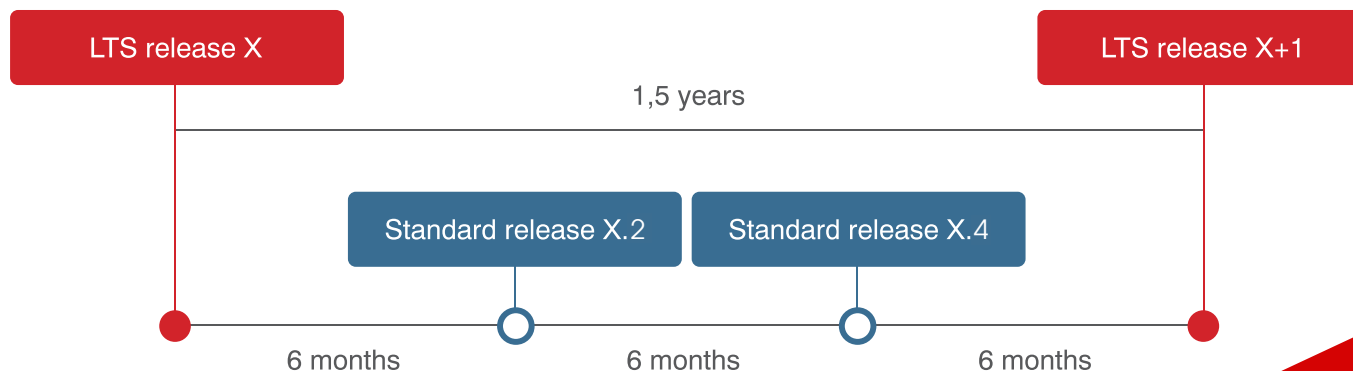 LTS release X
LTS release X+1
1,5 years
Standard release X.2
Standard release X.4
6 months
6 months
6 months